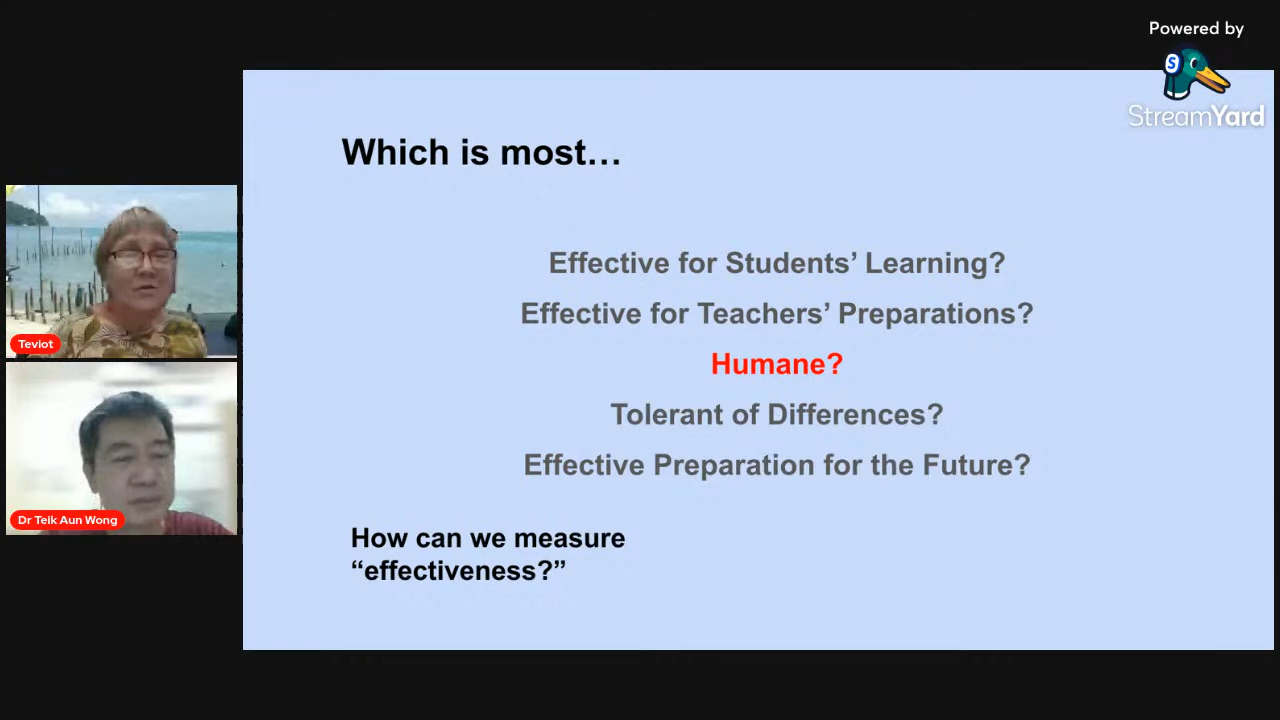 Powered by
S
StreamYard
Which is most…
Effective for Students’ Learning?
Effective for Teachers’ Preparations?
Humane?
Tolerant of Differences?
Effective Preparation for the Future?
How can we measure
“effectiveness?”
Teviot
Dr Teik Aun Wong